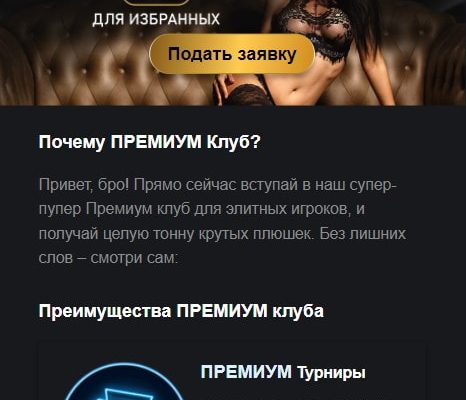 ДЛЯ ИЗБРАННЫХ
Подать заявку
Почему ПРЕМИУМ Клуб?
Привет, бро! Прямо сейчас вступай в наш супер-
пупер Премиум клуб для элитных игроков, и
получай целую тонну крутых плюшек. Без лишних
слов – смотри сам:
Преимущества ПРЕМИУМ клуба
ПРЕМИУМ Турниры